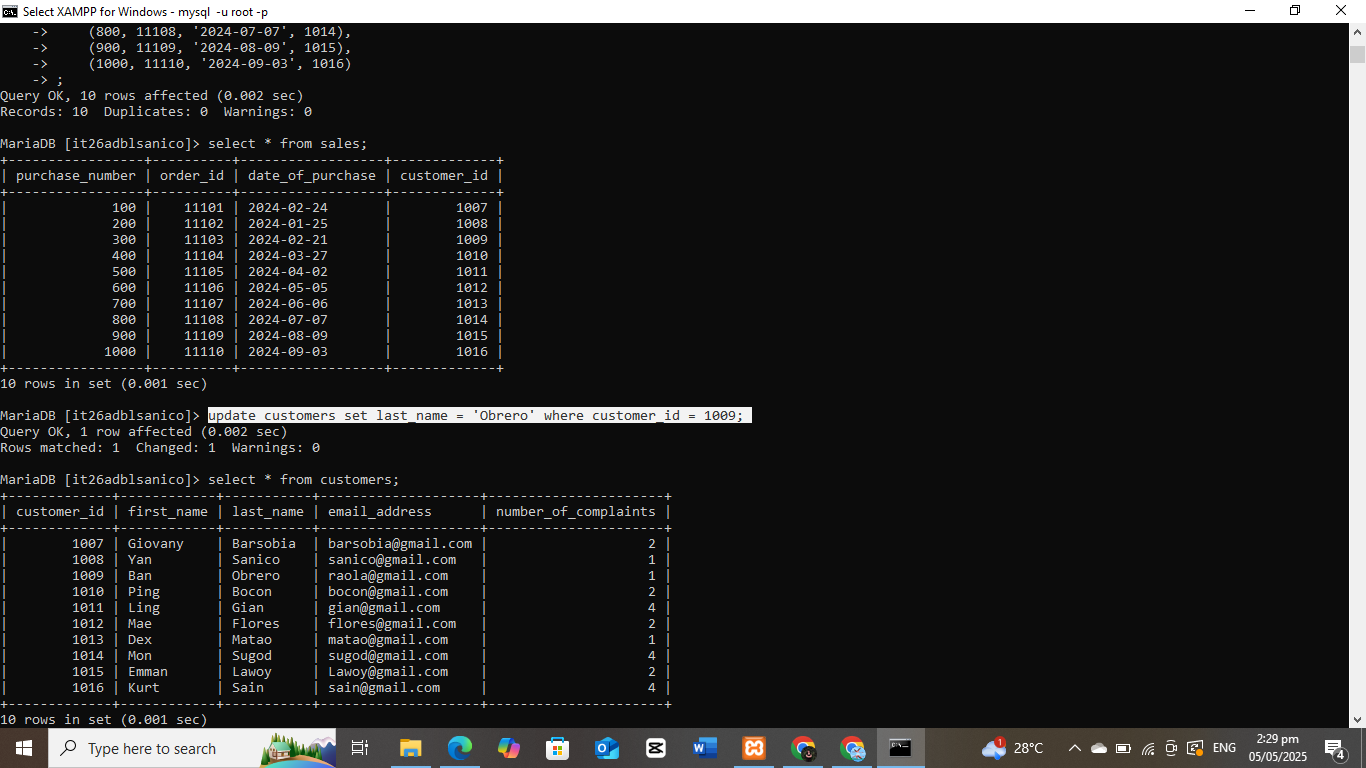 Select XAMPP for Windows - mysql  -u root -p
    ->     (800, 11108, '2024-07-07', 1014),
    ->     (900, 11109, '2024-08-09', 1015),
    ->     (1000, 11110, '2024-09-03', 1016)
    -> ;
Query OK, 10 rows affected (0.002 sec)
Records: 10  Duplicates: 0  Warnings: 0

MariaDB [it26adblsanico]> select * from sales;
+-----------------+----------+------------------+-------------+
| purchase_number | order_id | date_of_purchase | customer_id |
+-----------------+----------+------------------+-------------+
|             100 |    11101 | 2024-02-24       |        1007 |
|             200 |    11102 | 2024-01-25       |        1008 |
|             300 |    11103 | 2024-02-21       |        1009 |
|             400 |    11104 | 2024-03-27       |        1010 |
|             500 |    11105 | 2024-04-02       |        1011 |
|             600 |    11106 | 2024-05-05       |        1012 |
|             700 |    11107 | 2024-06-06       |        1013 |
|             800 |    11108 | 2024-07-07       |        1014 |
|             900 |    11109 | 2024-08-09       |        1015 |
|            1000 |    11110 | 2024-09-03       |        1016 |
+-----------------+----------+------------------+-------------+
10 rows in set (0.001 sec)

MariaDB [it26adblsanico]> update customers set last_name = 'Obrero' where customer_id = 1009;
Query OK, 1 row affected (0.002 sec)
Rows matched: 1  Changed: 1  Warnings: 0

MariaDB [it26adblsanico]> select * from customers;
+-------------+------------+-----------+--------------------+----------------------+
| customer_id | first_name | last_name | email_address      | number_of_complaints |
+-------------+------------+-----------+--------------------+----------------------+
|        1007 | Giovany    | Barsobia  | barsobia@gmail.com |                    2 |
|        1008 | Yan        | Sanico    | sanico@gmail.com   |                    1 |
|        1009 | Ban        | Obrero    | raola@gmail.com    |                    1 |
|        1010 | Ping       | Bocon     | bocon@gmail.com    |                    2 |
|        1011 | Ling       | Gian      | gian@gmail.com     |                    4 |
|        1012 | Mae        | Flores    | flores@gmail.com   |                    2 |
|        1013 | Dex        | Matao     | matao@gmail.com    |                    1 |
|        1014 | Mon        | Sugod     | sugod@gmail.com    |                    4 |
|        1015 | Emman      | Lawoy     | Lawoy@gmail.com    |                    2 |
|        1016 | Kurt       | Sain      | sain@gmail.com     |                    4 |
+-------------+------------+-----------+--------------------+----------------------+
10 rows in set (0.001 sec)
Type here to search
1
28°C
ENG
2:29 pm
05/05/2025
4